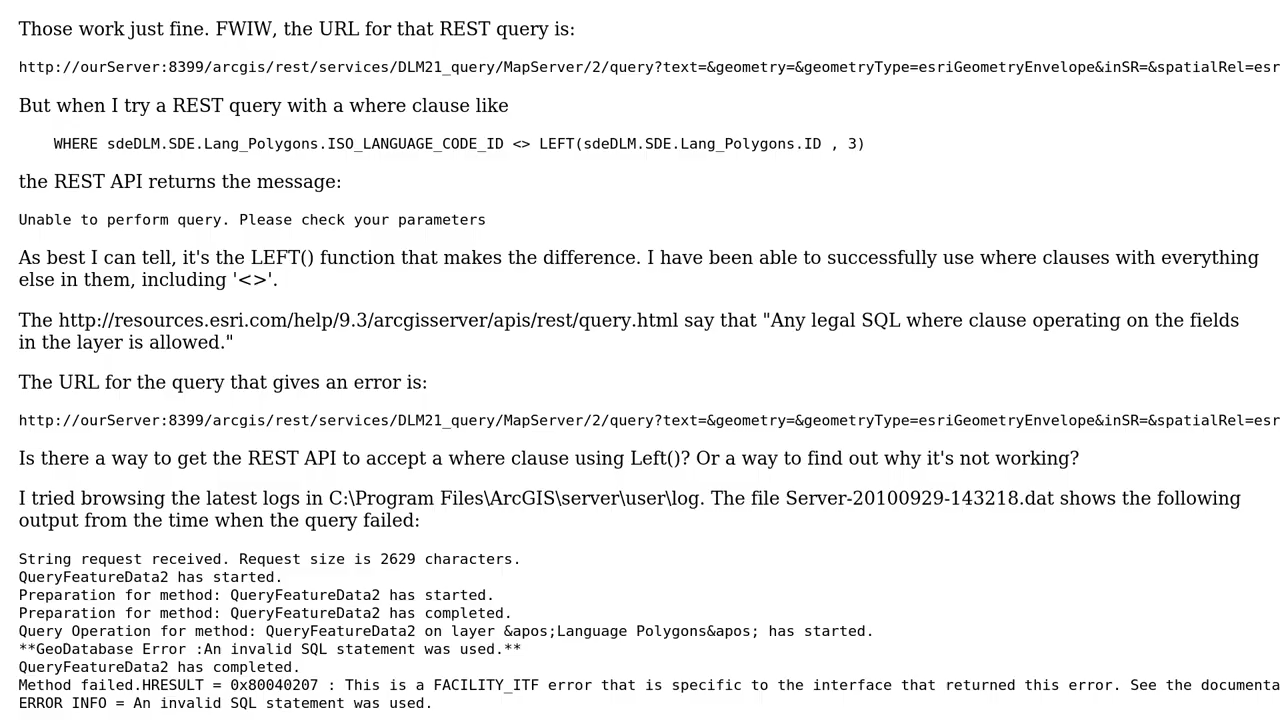 Those work just fine. FWIW, the URL for that REST query is:
http://ourServer:8399/arcgis/rest/services/DLM21_query/MapServer/2/query?text=&geometry=&geometryType=esriGeometryEnvelope&inSR=&spatialRel=esr
But when I try a REST query with a where clause like
WHERE sdeDLM.SDE.Lang_Polygons.ISO_LANGUAGE_CODE_ID <> LEFT(sdeDLM.SDE.Lang_Polygons.ID , 3)
the REST API returns the message:
Unable to perform query. Please check your parameters
As best I can tell, it's the LEFT() function that makes the difference. I have been able to successfully use where clauses with everything
else in them, including '<>'.
The http://resources.esri.com/help/9.3/arcgisserver/apis/rest/query.html say that "Any legal SQL where clause operating on the fields
in the layer is allowed."
The URL for the query that gives an error is:
http://ourServer:8399/arcgis/rest/services/DLM21_query/MapServer/2/query?text=&geometry=&geometryType=esriGeometryEnvelope&inSR=&spatialRel=esr
Is there a way to get the REST API to accept a where clause using Left()? Or a way to find out why it's not working?
I tried browsing the latest logs in C:\Program Files\ArcGIS\server\user\log. The file Server-20100929-143218.dat shows the following
output from the time when the query failed:
String request received. Request size is 2629 characters.
QueryFeatureData2 has started.
Preparation for method: QueryFeatureData2 has started.
Preparation for method: QueryFeatureData2 has completed.
Query Operation for method: QueryFeatureData2 on layer &apos;Language Polygons&apos; has started.
**GeoDatabase Error :An invalid SQL statement was used.**
QueryFeatureData2 has completed.
Method failed.HRESULT = 0x80040207 : This is a FACILITY_ITF error that is specific to the interface that returned this error. See the documenta
ERROR INFO = An invalid SQL statement was used.